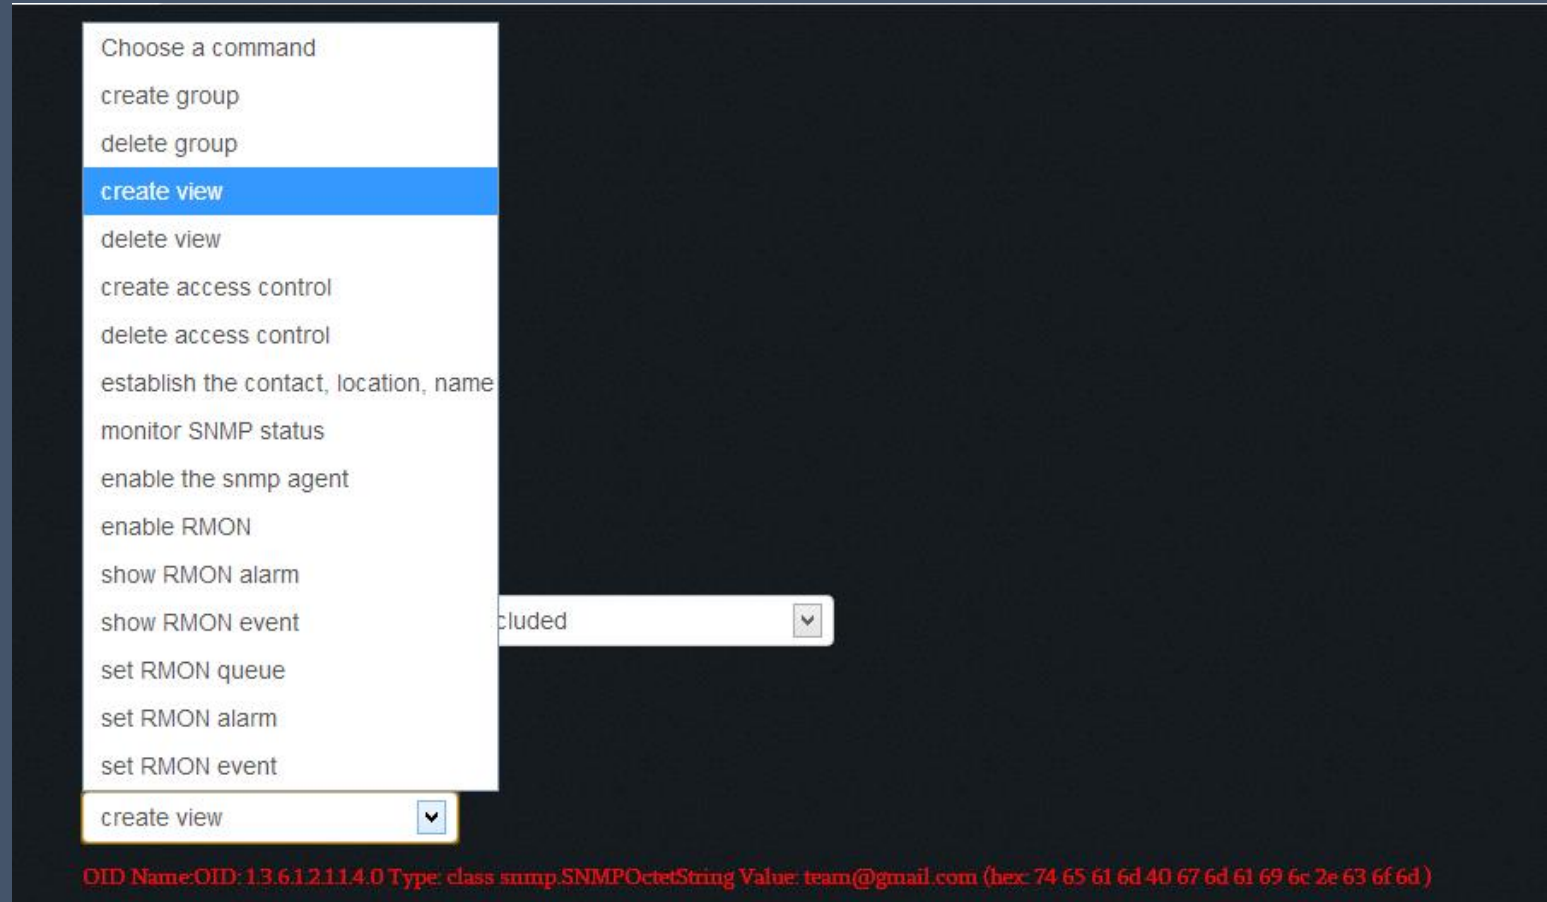 Choose a command
create group
delete group
create view
delete view
create access control
delete access control
establish the contact, location, name
monitor SNMP status
enable the snmp agent
enable RMON
show RMON alarm
show RMON event
cluded
set RMON queue
set RMON alarm
set RMON event
create view
OID Name:OID: 1.3.6.1.2.1.1.4.0 Type: class snmp.SNMPOctetString Value: team@gmail.com (hex: 74 65 61 6d 40 67 6d 61 69 6c 2e 63 6f 6d )